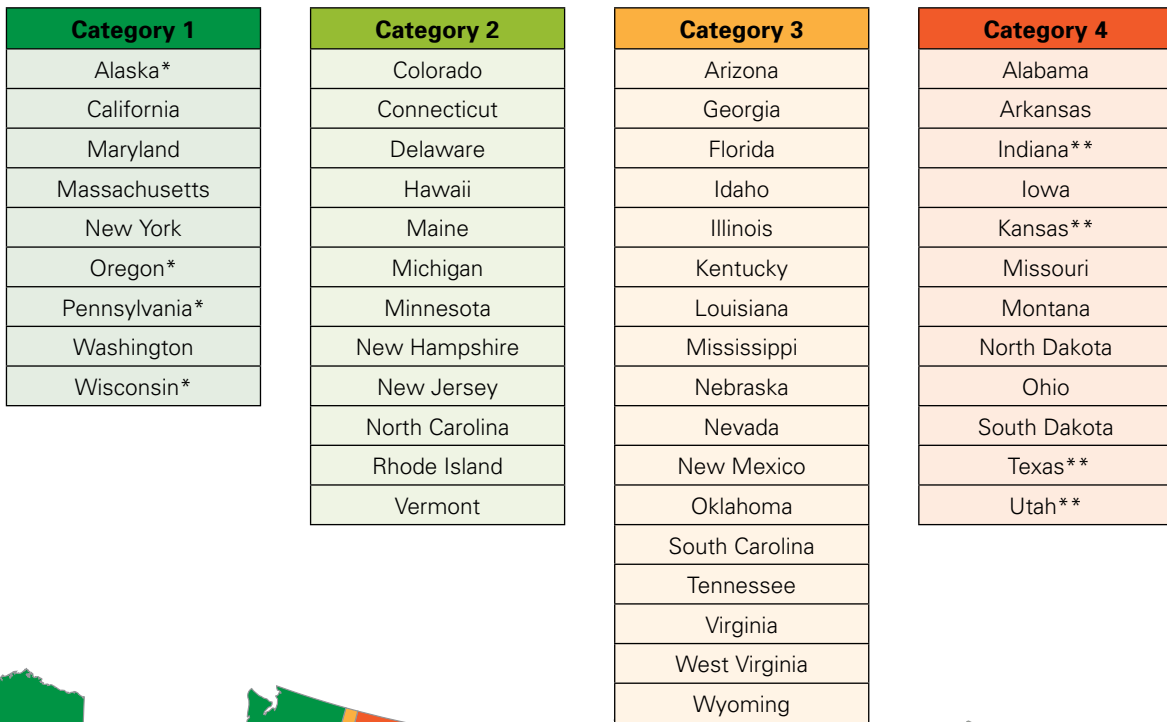 Category 1
Alaska*
California
Maryland
Massachusetts
New York
Oregon*
Pennsylvania*
Washington
Wisconsin*
Category 2
Colorado
Connecticut
Delaware
Hawaii
Maine
Michigan
Minnesota
New Hampshire
New Jersey
North Carolina
Rhode Island
Vermont
Category 3
Arizona
Georgia
Florida
Idaho
Illinois
Kentucky
Louisiana
Mississippi
Nebraska
Nevada
New Mexico
Oklahoma
South Carolina
Tennessee
Virginia
West Virginia
Wyoming
Category 4
Alabama
Arkansas
Indiana**
Iowa
Kansas**
Missouri
Montana
North Dakota
Ohio
South Dakota
Texas**
Utah**